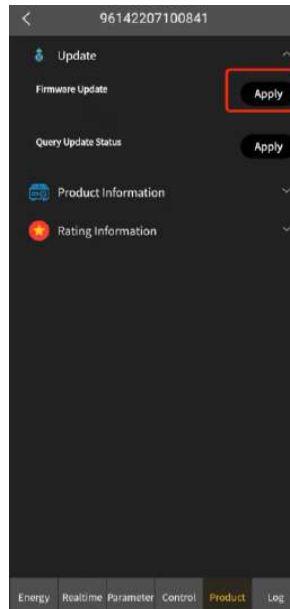 96142207100841
Update
Firmware Update
Apply
Query Update Status
Apply
Product Information
Rating Information
Energy Realtime Parameter Control Product Log